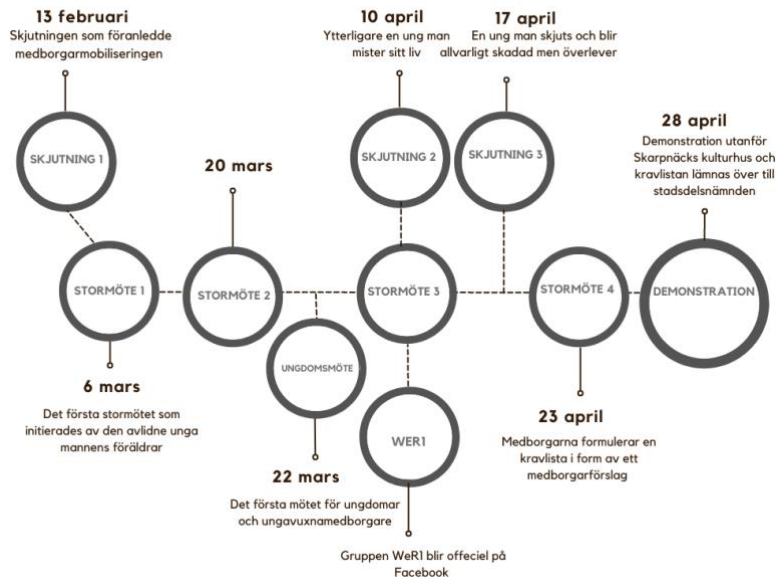 13 februari
Skjutningen som föranledde
medborgarmobiliseringen
10 april
Ytterligare en ung man
mister sitt liv
17 april
En ung man skjuts och blir
allvarligt skadad men överlever
28 april
Demonstration utanför
Skarpnäcks kulturhus och
kravlistan lämnas över till
stadsdelsnämnden
SKJUTNING 1
20 mars
SKJUTNING 2
SKJUTNING 3
STORMÖTE 1
STORMÖTE 2
STORMÖTE 3
STORMÖTE 4
DEMONSTRATION
UNGDOMSMÖTE
6 mars
Det första stormötet som
initierades av den avlidne unga
mannens föräldrar
WER1
23 april
Medborgarna formulerar en
kravlista i form av ett
medborgarförslag
22 mars
Det första mötet för ungdomar
och ungavuxnamedborgare
Gruppen WeR1 blir offeciel på
Facebook